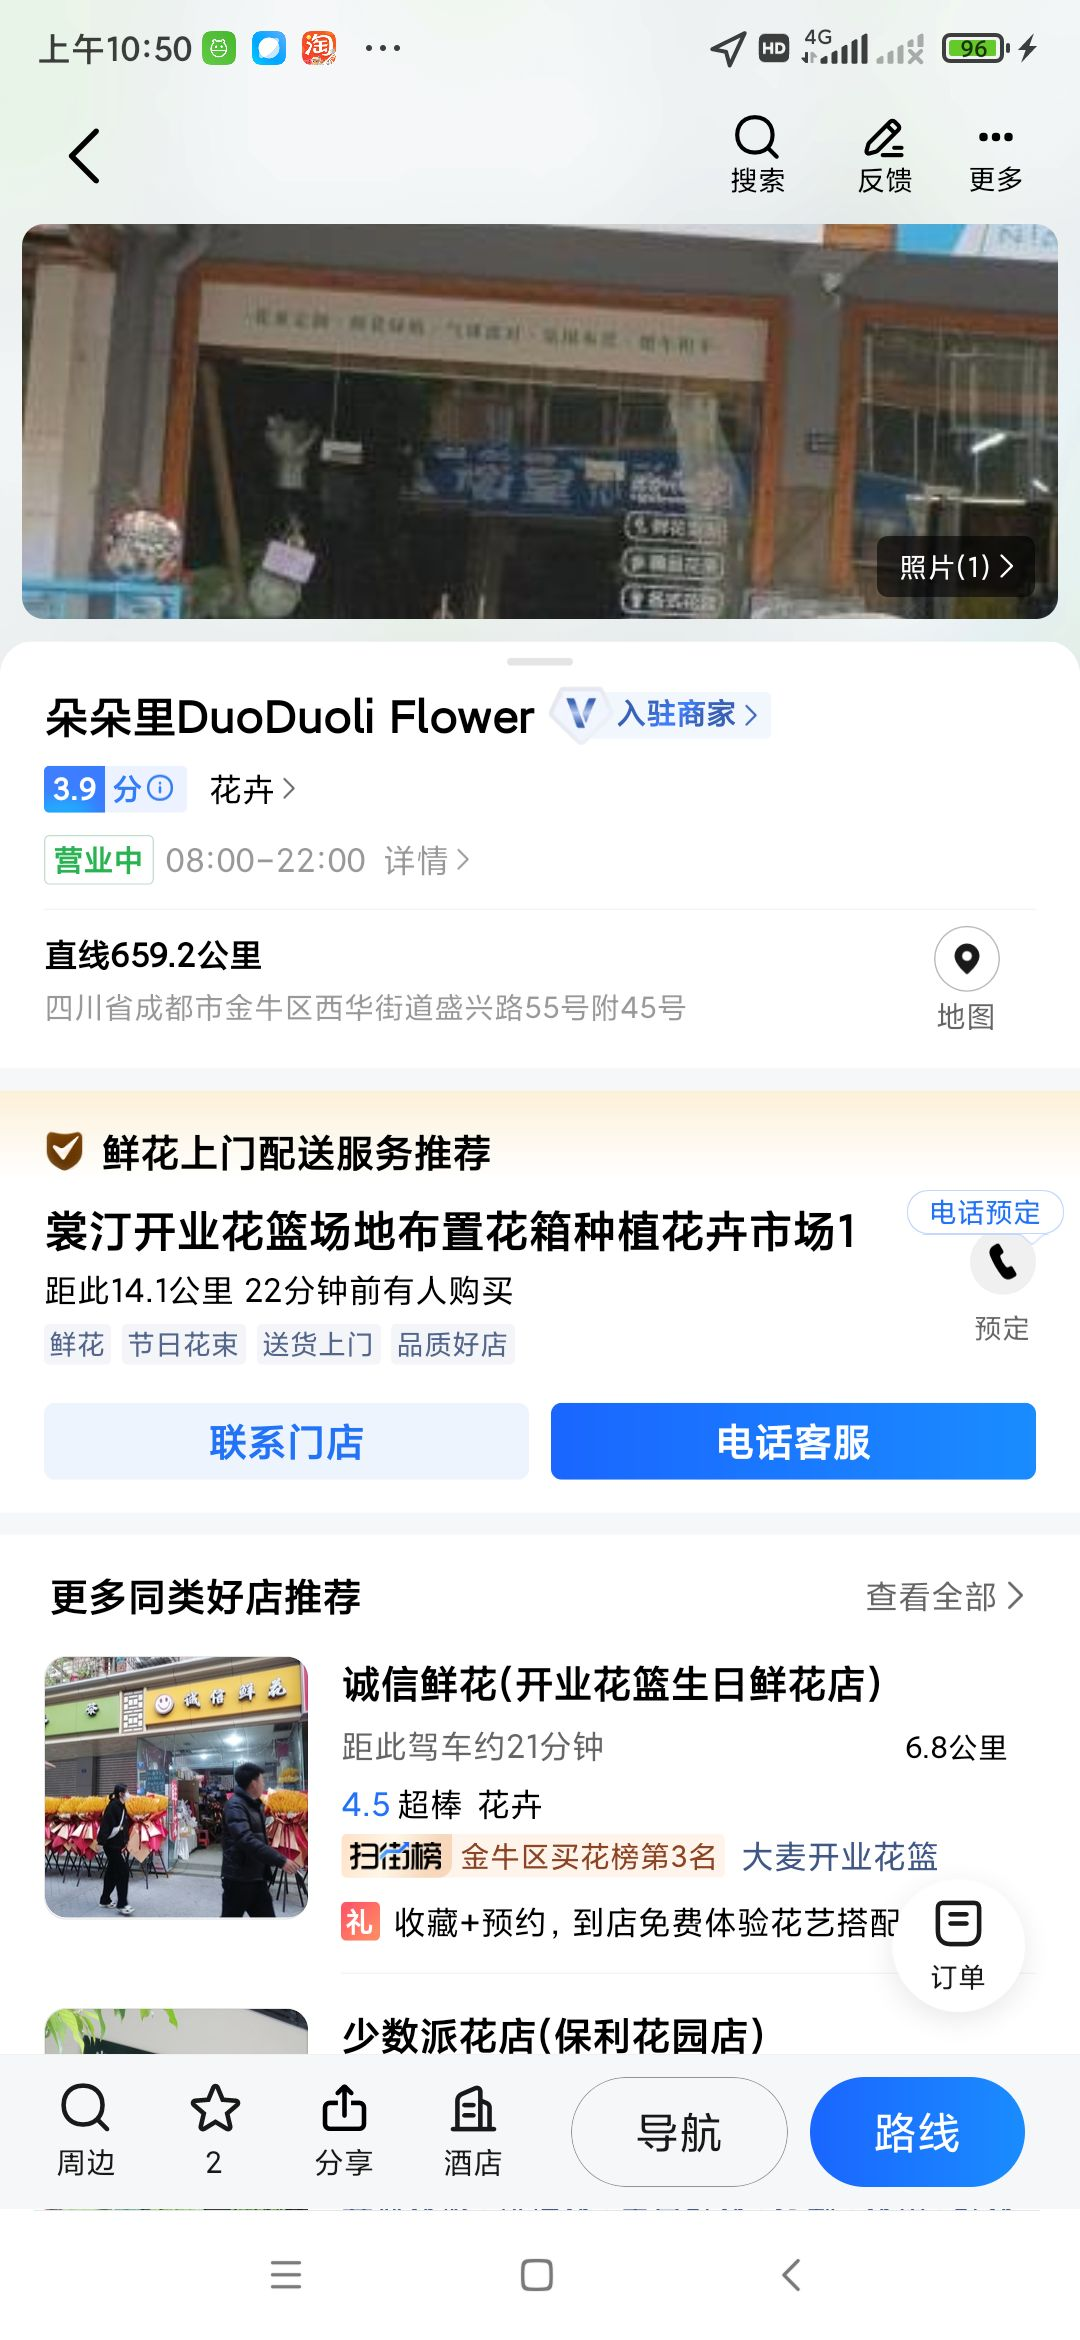 上午10:50
淘
HD
4G
96
搜索
反馈
更多
照片(1)
朵朵里DuoDuoli Flower
V 入驻商家
3.9分 花卉
营业中 08:00-22:00 详情
直线659.2公里
四川省成都市金牛区西华街道盛兴路55号附45号
地图
鲜花上门配送服务推荐
裳汀开业花篮场地布置花箱种植花卉市场1
电话预定
距此14.1公里 22分钟前有人购买
预定
鲜花 节日花束 送货上门 品质好店
联系门店
电话客服
更多同类好店推荐
查看全部
诚信鲜花
诚信鲜花(开业花篮生日鲜花店)
距此驾车约21分钟
6.8公里
4.5 超棒 花卉
扫街榜 金牛区买花榜第3名 大麦开业花篮
礼 收藏+预约，到店免费体验花艺搭配
订单
少数派花店(保利花园店)
周边
2
分享
酒店
导航
路线